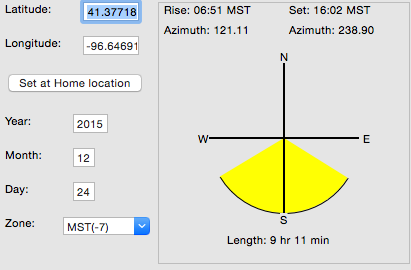 Latitude: 41.37718
Longitude: -96.64691
Set at Home location
Year: 2015
Month: 12
Day: 24
Zone: MST(-7)
Rise: 06:51 MST Set: 16:02 MST
Azimuth: 121.11 Azimuth: 238.90
N
W E
S
Length: 9 hr 11 min